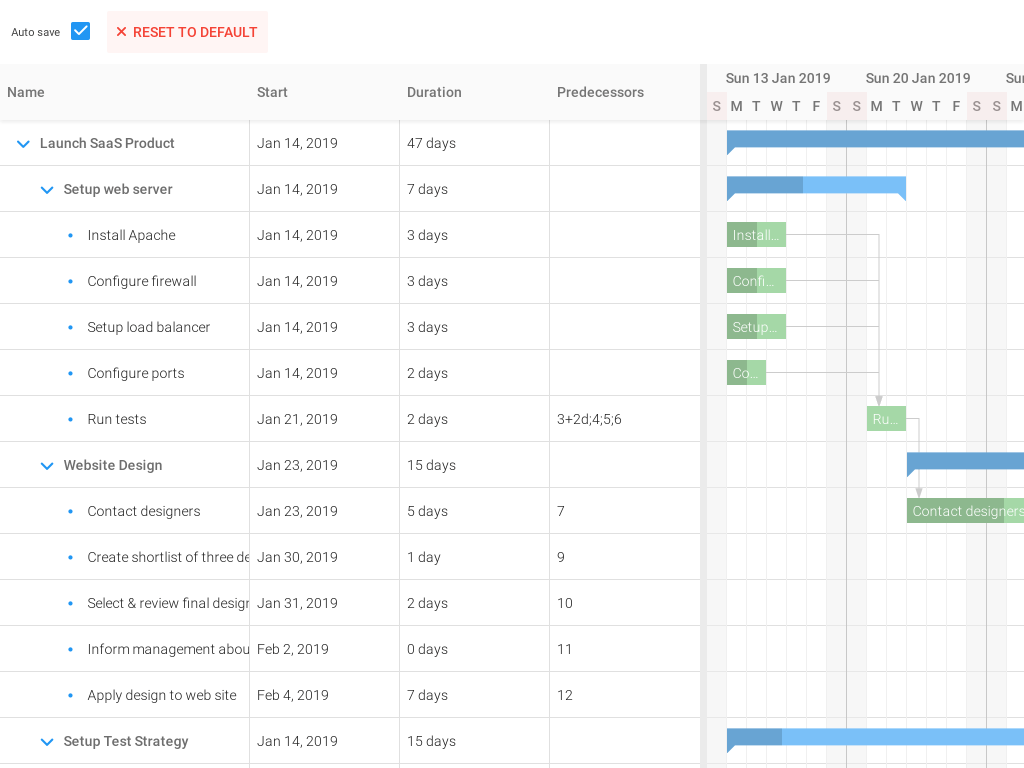 Auto save
RESET TO DEFAULT
Name Start Duration Predecessors
Sun 13 Jan 2019 Sun 20 Jan 2019
S M T W T F S S M T W T F S S M
Launch SaaS Product Jan 14, 2019 47 days
Setup web server Jan 14, 2019 7 days
Install Apache Jan 14, 2019 3 days Install…
Configure firewall Jan 14, 2019 3 days Confi…
Setup load balancer Jan 14, 2019 3 days Setup…
Configure ports Jan 14, 2019 2 days Co…
Run tests Jan 21, 2019 2 days 3+2d;4;5;6 Ru…
Website Design Jan 23, 2019 15 days
Contact designers Jan 23, 2019 5 days 7 Contact designers
Create shortlist of three Jan 30, 2019 1 day 9
Select & review final Jan 31, 2019 2 days 10
Inform management Feb 2, 2019 0 days 11
Apply design to web site Feb 4, 2019 7 days 12
Setup Test Strategy Jan 14, 2019 15 days